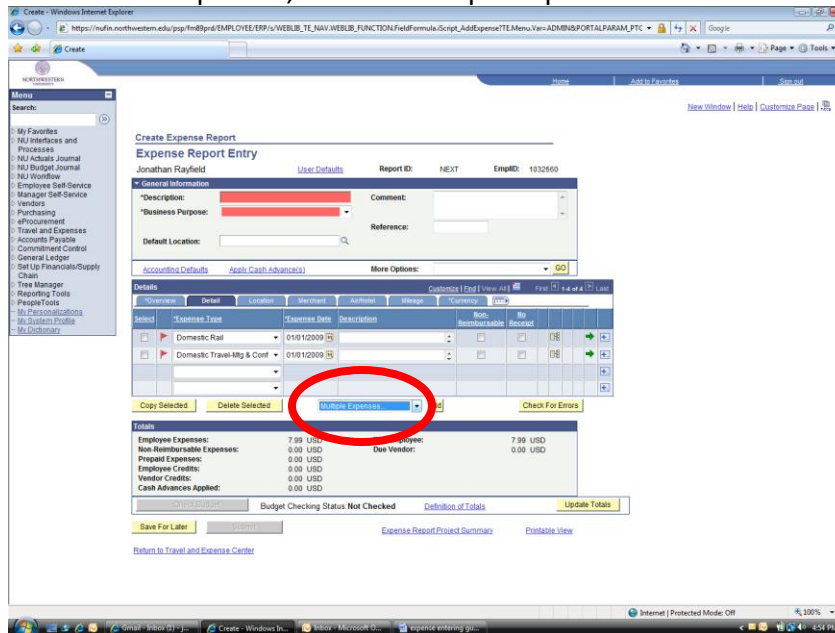 Create - Windows Internet Explorer
https://nufin.northwestern.edu/psp/fm89prd/EMPLOYEE/ERP/s/WEBLIB_TE_NAV.WEBLIB_FUNCTION.FieldFormula.iScript_AddExpense?TE.Menu.Var=ADMIN&PORTALPARAM_PTC
Google
Create
Page Tools
NORTHWESTERN
UNIVERSITY
Home Add to Favorites Sign out
Menu
Search:
New Window | Help | Customize Page |
My Favorites
NU Interfaces and
Processes
NU Actuals Journal
NU Budget Journal
NU Workflow
Employee Self-Service
Manager Self-Service
Vendors
Purchasing
eProcurement
Travel and Expenses
Accounts Payable
Commitment Control
General Ledger
Set Up Financials/Supply
Chain
Tree Manager
Reporting Tools
PeopleTools
My Personalizations
My System Profile
My Dictionary
Create Expense Report
Expense Report Entry
Jonathan Rayfield User Defaults Report ID: NEXT EmplID: 1032660
General Information
*Description: Comment:
*Business Purpose:
Reference:
Default Location:
Accounting Defaults Apply Cash Advance(s) More Options: GO
Details Customize | Find | View All | First 1-4 of 4 Last
*Overview Detail Location Merchant Air/Hotel Mileage *Currency
Select *Expense Type *Expense Date Description Non-Reimbursable No Receipt
Domestic Rail 01/01/2009
Domestic Travel-Mtg & Conf 01/01/2009
Copy Selected Delete Selected Multiple Expenses... Check For Errors
Totals
Employee Expenses: 7.99 USD 7.99 USD
Non-Reimbursable Expenses: 0.00 USD Due Vendor: 0.00 USD
Prepaid Expenses: 0.00 USD
Employee Credits: 0.00 USD
Vendor Credits: 0.00 USD
Cash Advances Applied: 0.00 USD
Check Budget Budget Checking Status: Not Checked Definition of Totals Update Totals
Save For Later Submit Expense Report Project Summary Printable View
Return to Travel and Expense Center
Internet | Protected Mode: Off 100%
Gmail - Inbox (1) - j... Create - Windows In... Inbox - Microsoft O... expense entering gu... 4:54 PM